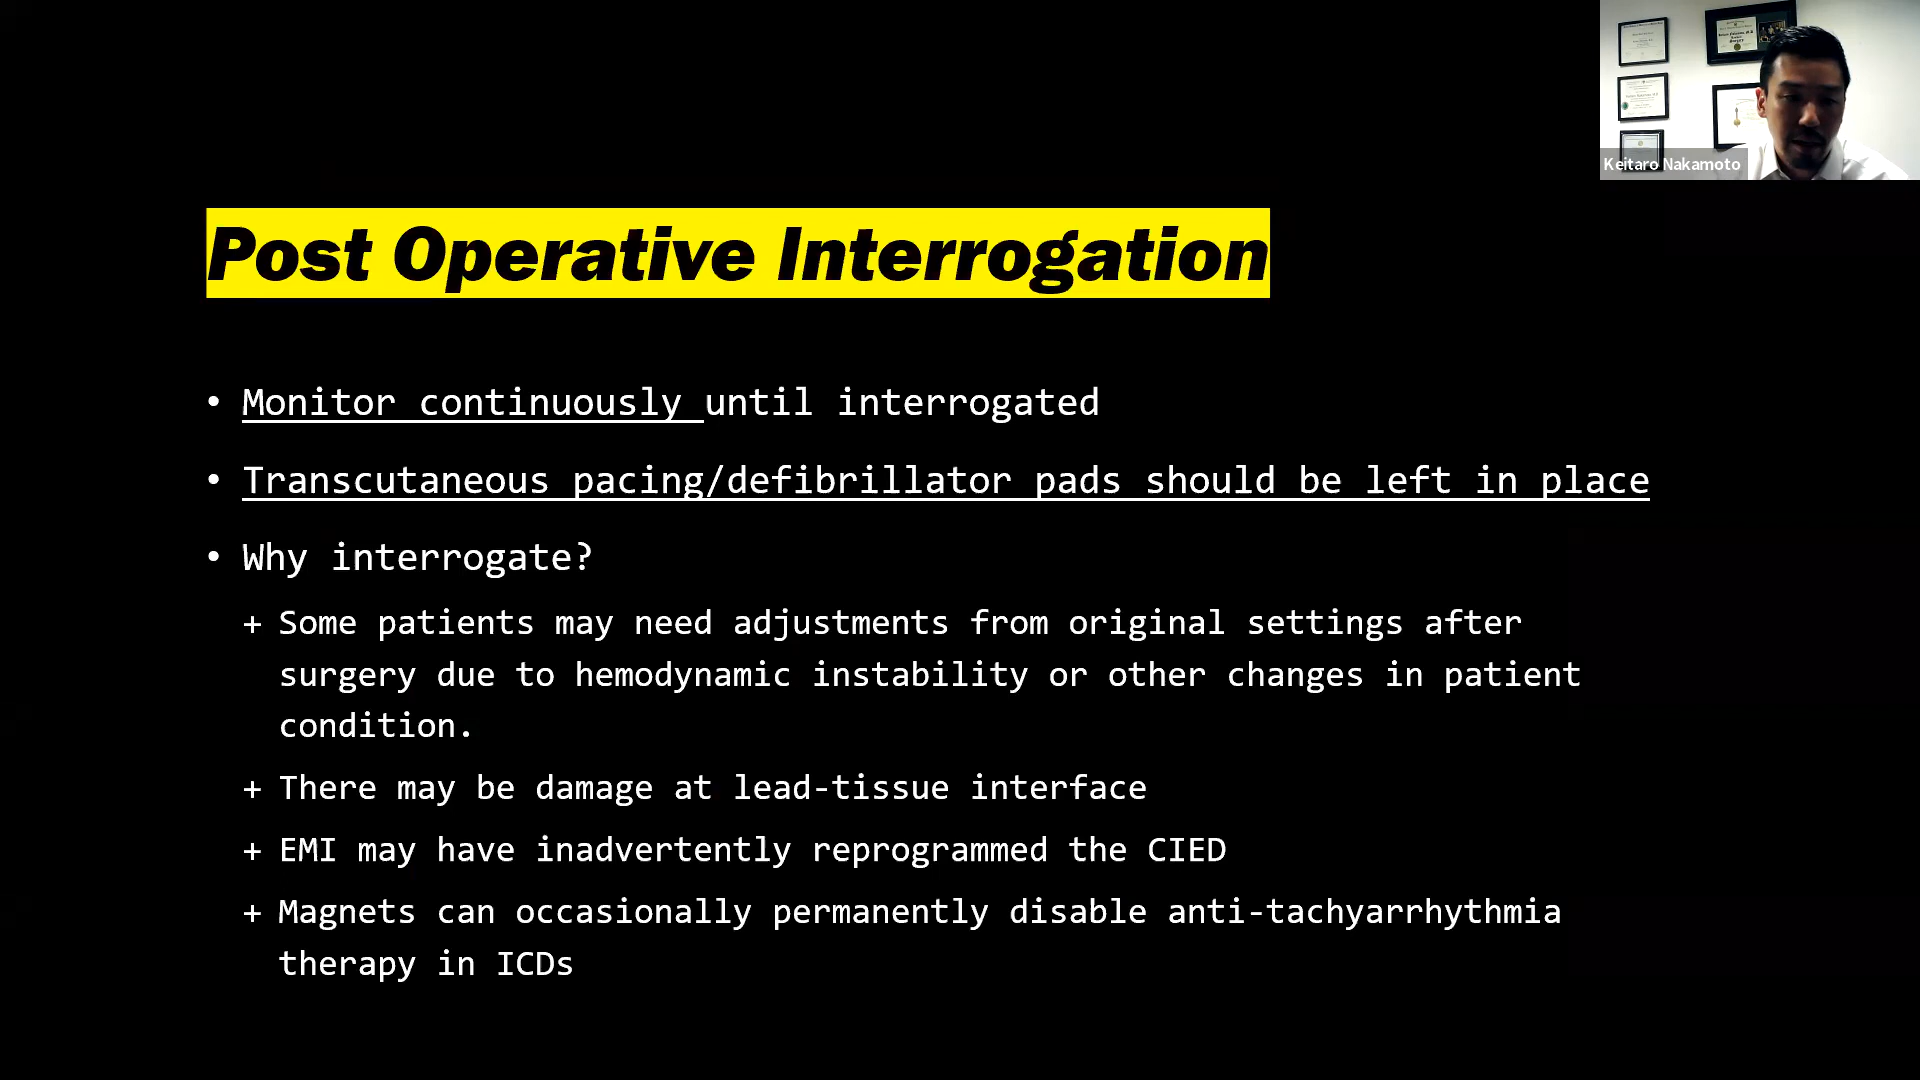 Keitaro Nakamoto
Post Operative Interrogation
• Monitor continuously until interrogated
• Transcutaneous pacing/defibrillator pads should be left in place
• Why interrogate?
+ Some patients may need adjustments from original settings after
surgery due to hemodynamic instability or other changes in patient
condition.
+ There may be damage at lead-tissue interface
+ EMI may have inadvertently reprogrammed the CIED
+ Magnets can occasionally permanently disable anti-tachyarrhythmia
therapy in ICDs